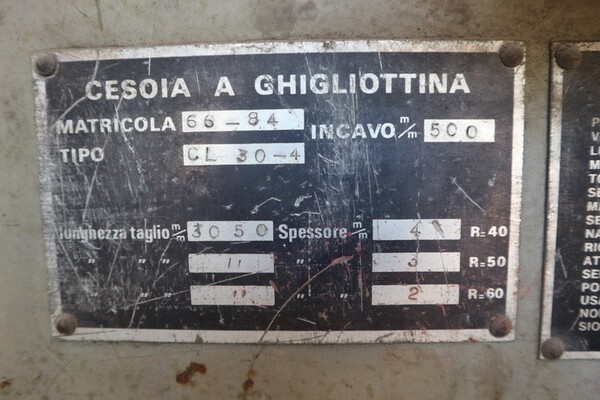 CESOIA A GHIGLIOTTINA
MATRICOLA 66-84 INCAVO m/m 500
TIPO CL 30-4
lunghezza taglio m/m 3050 Spessore m/m 4 R=40
" " " " 3 R=50
" " " " " 2 R=60